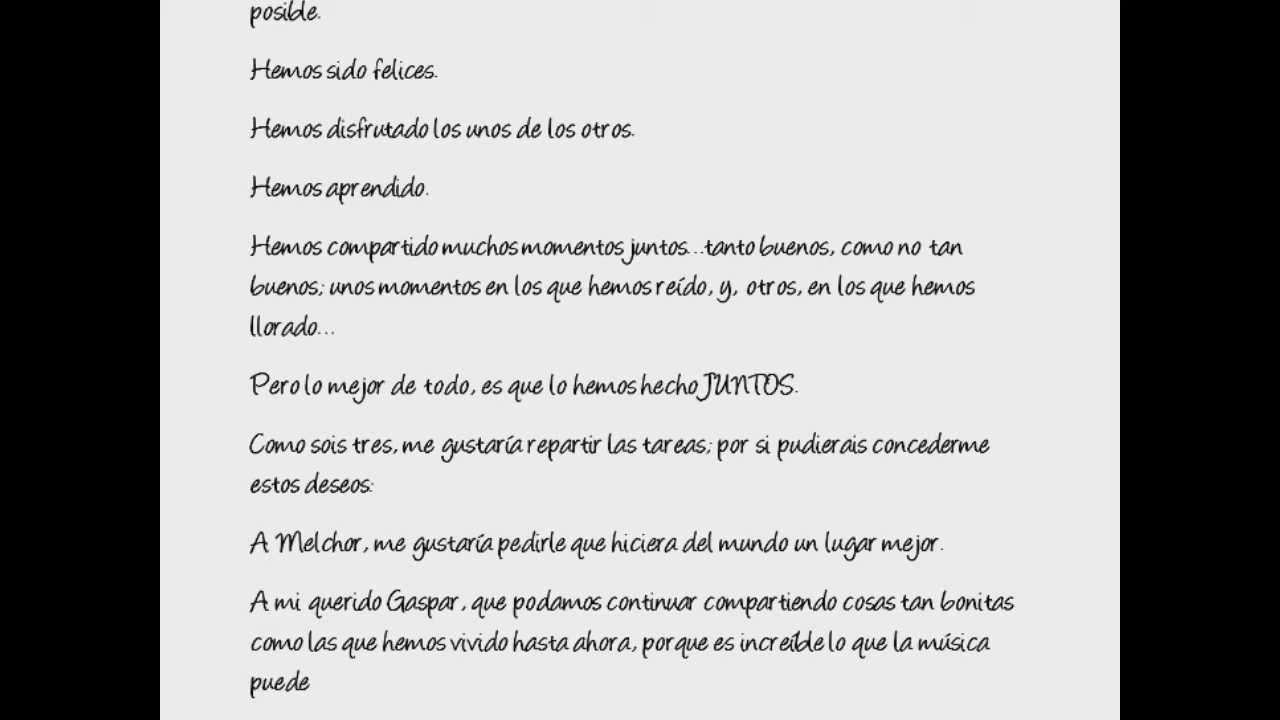 posible.
Hemos sido felices.
Hemos disfrutado los unos de los otros.
Hemos aprendido.
Hemos compartido muchos momentos juntos...tanto buenos, como no tan
buenos; unos momentos en los que hemos reído, y, otros, en los que hemos
llorado...
Pero lo mejor de todo, es que lo hemos hecho JUNTOS.
Como sois tres, me gustaría repartir las tareas; por si pudierais concederme
estos deseos:
A Melchor, me gustaría pedirle que hiciera del mundo un lugar mejor.
A mi querido Gaspar, que podamos continuar compartiendo cosas tan bonitas
como las que hemos vivido hasta ahora, porque es increíble lo que la música
puede